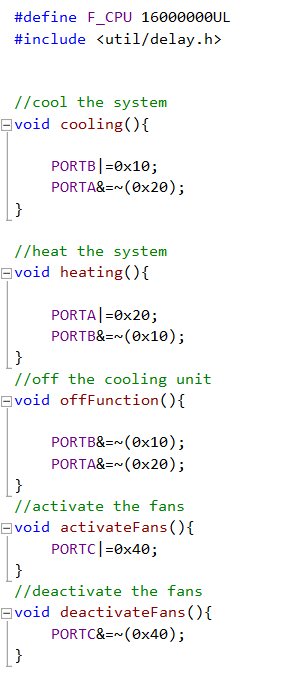 #define F_CPU 16000000UL
#include <util/delay.h>
//cool the system
void cooling(){
PORTB|=0x10;
PORTA&=~(0x20);
}
//heat the system
void heating(){
PORTA|=0x20;
PORTB&=~(0x10);
}
//off the cooling unit
void offFunction(){
PORTB&=~(0x10);
PORTA&=~(0x20);
}
//activate the fans
void activateFans(){
PORTC|=0x40;
}
//deactivate the fans
void deactivateFans(){
PORTC&=~(0x40);
}